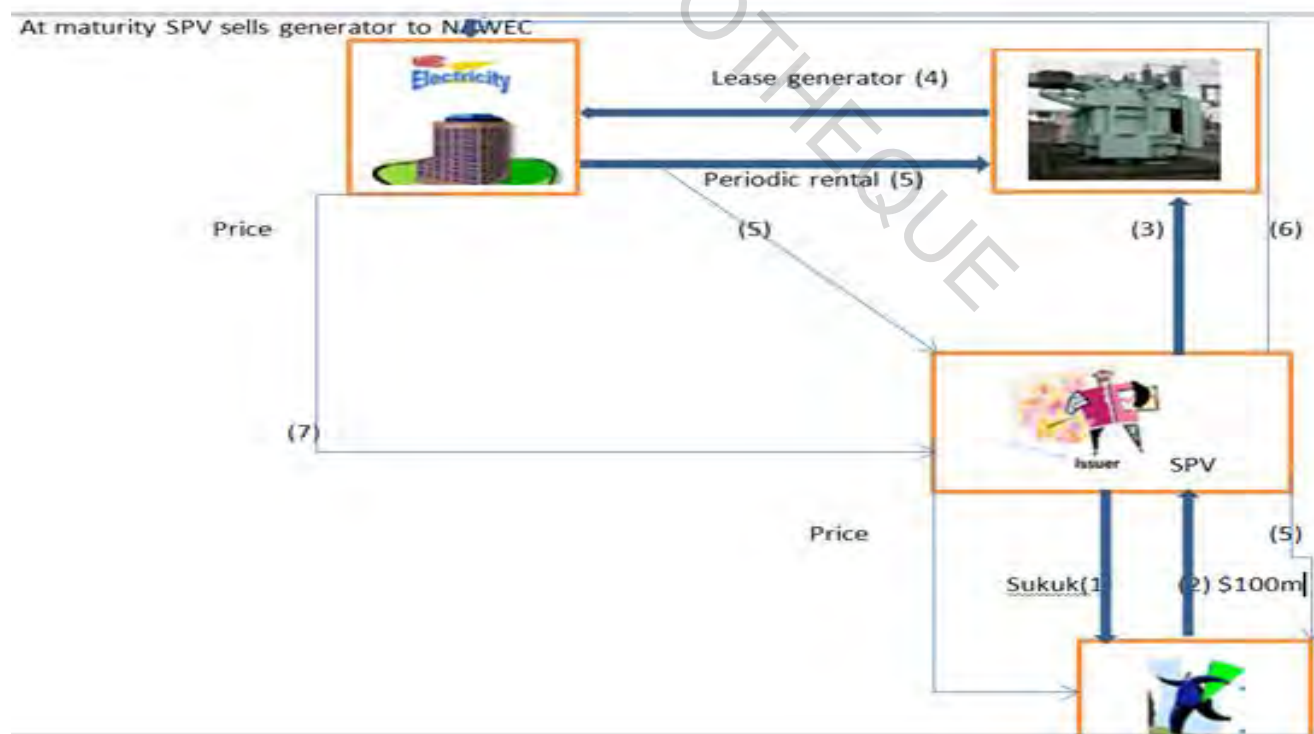 At maturity SPV sells generator to NAWEC
Electricity
Lease generator (4)
Periodic rental (5)
Price
(5)
(3)
(6)
(7)
Issuer
SPV
Price
(5)
Sukuk(1
(2) $100m
OTHEQUE